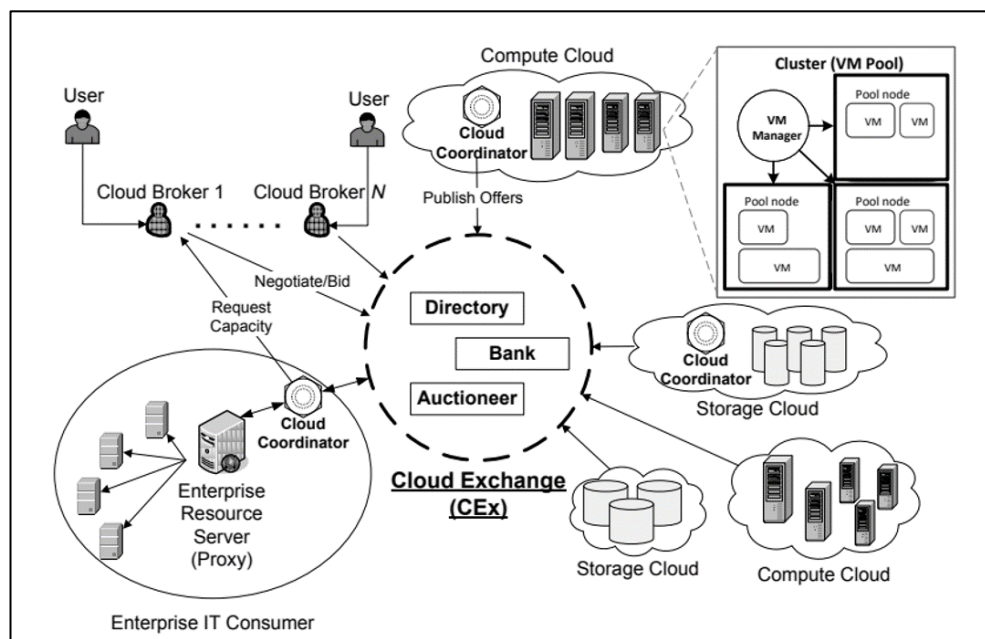 Compute Cloud
Cluster (VM Pool)
User
User
Pool node
VM
VM
VM
Manager
Cloud
Coordinator
Cloud Broker 1
Cloud Broker N
Publish Offers
Pool node
VM
VM
Pool node
VM
VM
VM
Negotiate/Bid
Request
Capacity
Directory
Bank
Auctioneer
Cloud
Coordinator
Storage Cloud
Cloud
Coordinator
Enterprise
Resource
Server
(Proxy)
Cloud Exchange
(CEx)
Storage Cloud
Compute Cloud
Enterprise IT Consumer